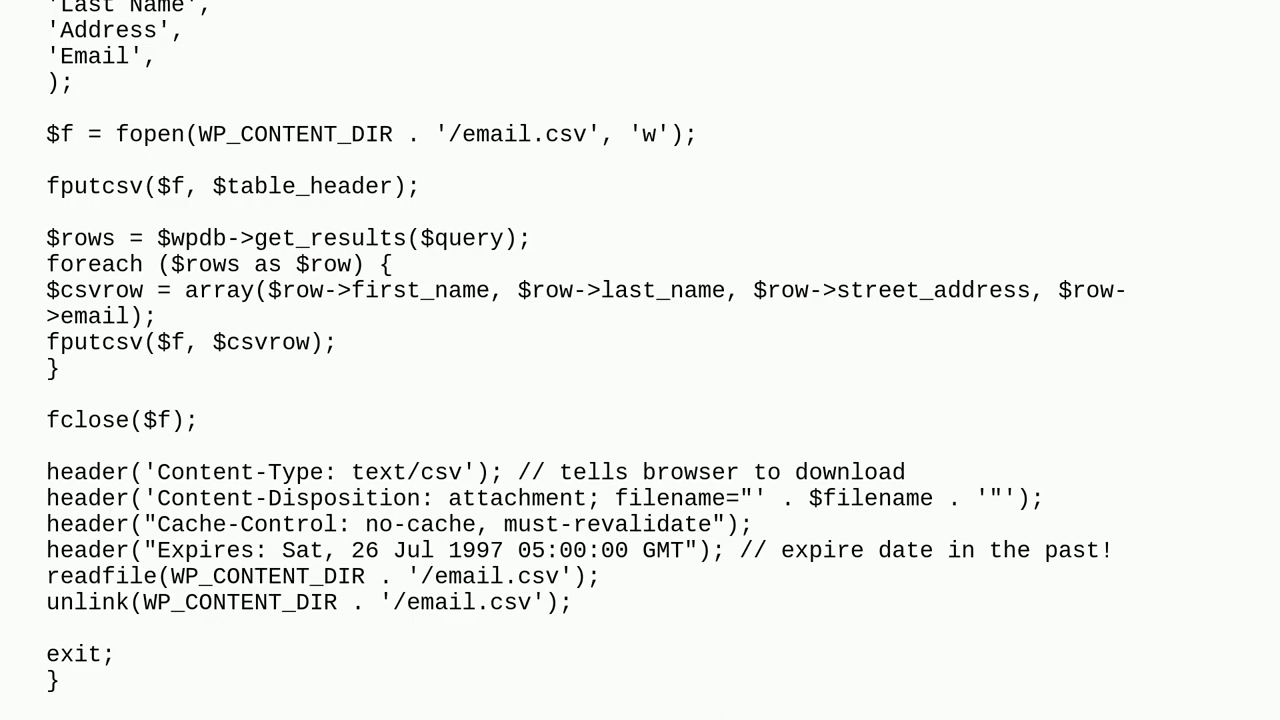 'Last Name',
'Address',
'Email',
);
$f = fopen(WP_CONTENT_DIR . '/email.csv', 'w');
fputcsv($f, $table_header);
$rows = $wpdb->get_results($query);
foreach ($rows as $row) {
$csvrow = array($row->first_name, $row->last_name, $row->street_address, $row-
>email);
fputcsv($f, $csvrow);
}
fclose($f);
header('Content-Type: text/csv'); // tells browser to download
header('Content-Disposition: attachment; filename="' . $filename . '"');
header("Cache-Control: no-cache, must-revalidate");
header("Expires: Sat, 26 Jul 1997 05:00:00 GMT"); // expire date in the past!
readfile(WP_CONTENT_DIR . '/email.csv');
unlink(WP_CONTENT_DIR . '/email.csv');
exit;
}